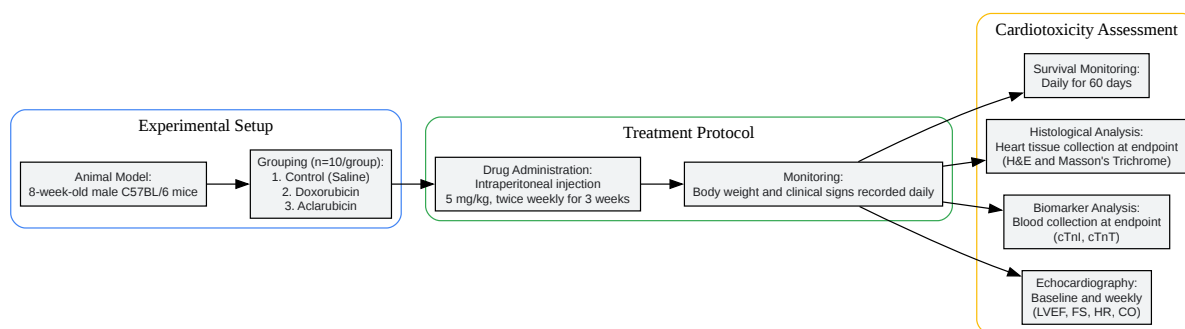 Experimental Setup
Animal Model:
8-week-old male C57BL/6 mice
Grouping (n=10/group):
1. Control (Saline)
2. Doxorubicin
3. Aclarubicin
Treatment Protocol
Drug Administration:
Intraperitoneal injection
5 mg/kg, twice weekly for 3 weeks
Monitoring:
Body weight and clinical signs recorded daily
Cardiotoxicity Assessment
Survival Monitoring:
Daily for 60 days
Histological Analysis:
Heart tissue collection at endpoint
(H&E and Masson's Trichrome)
Biomarker Analysis:
Blood collection at endpoint
(cTnI, cTnT)
Echocardiography:
Baseline and weekly
(LVEF, FS, HR, CO)